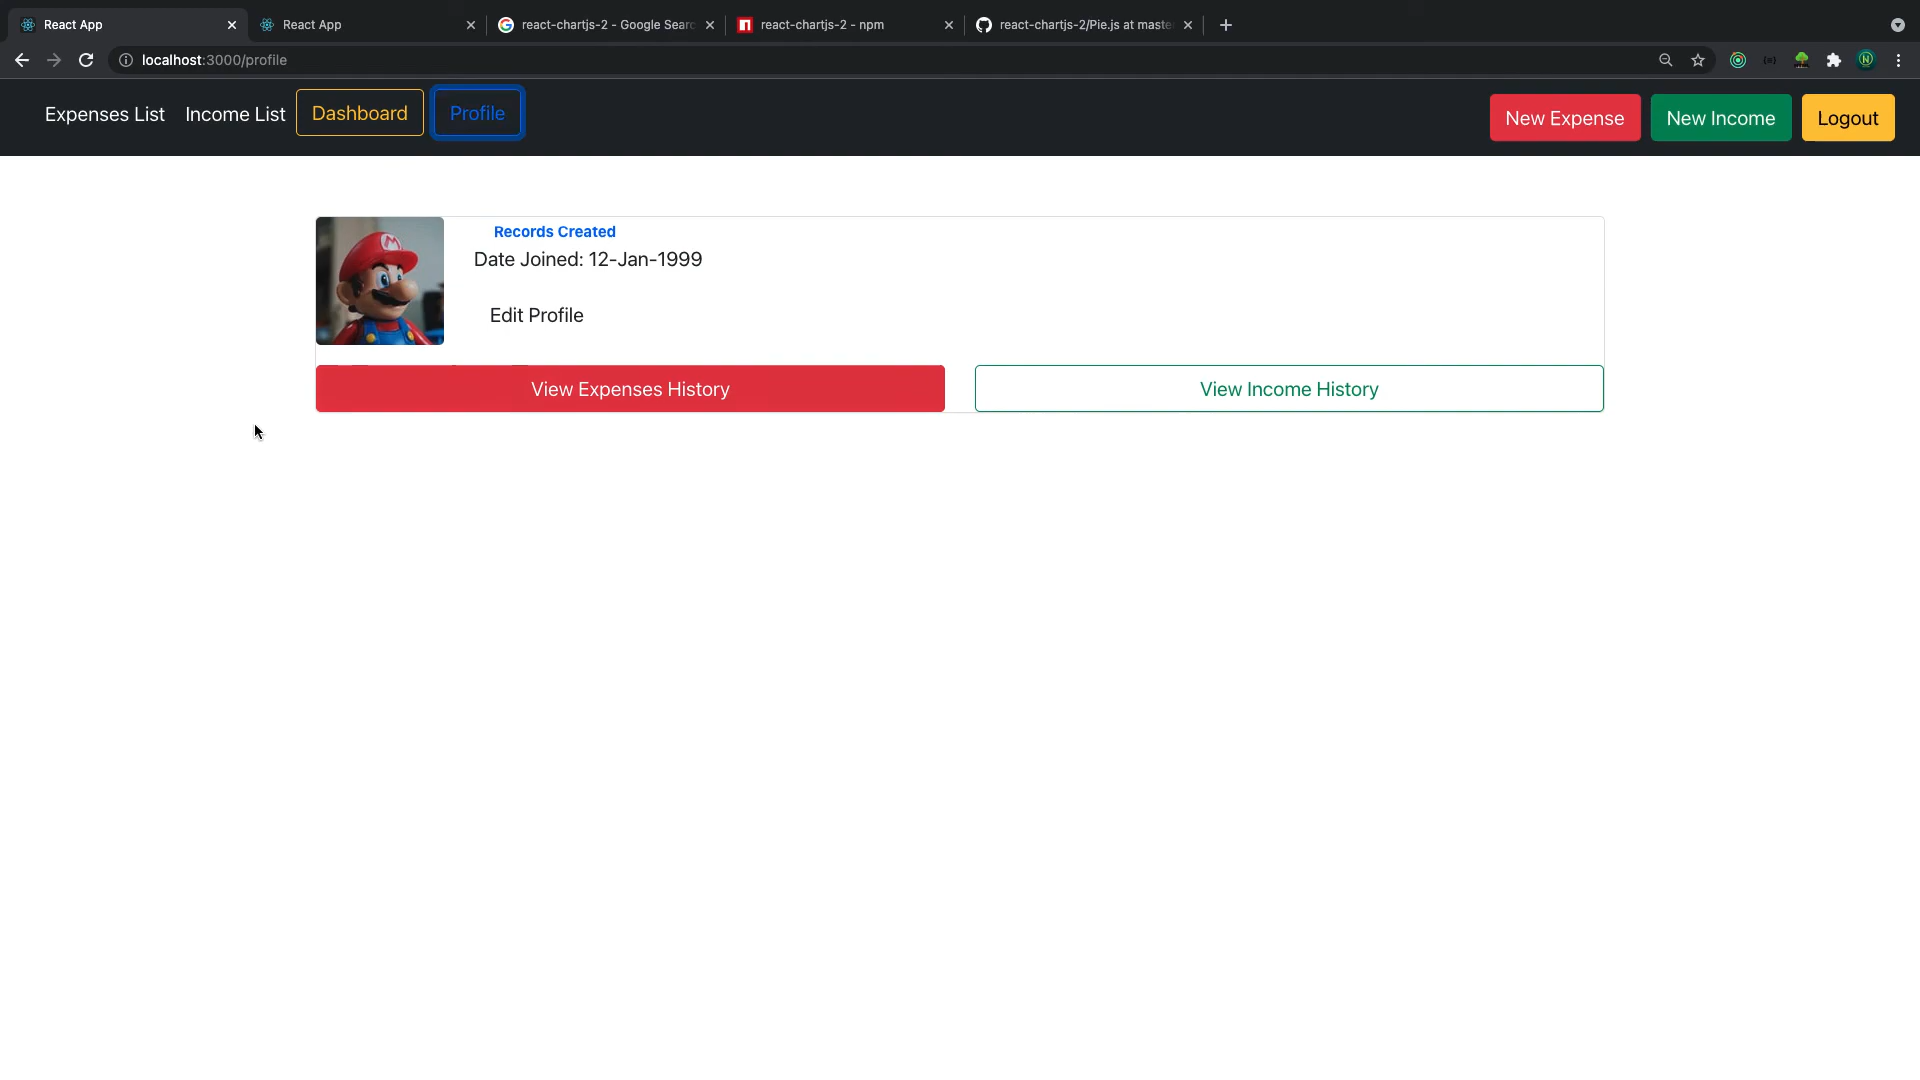 React App
React App
react-chartjs-2 - Google Searc
react-chartjs-2 - npm
react-chartjs-2/Pie.js at maste
localhost:3000/profile
Expenses List Income List Dashboard Profile New Expense New Income Logout
Records Created
Date Joined: 12-Jan-1999
Edit Profile
View Expenses History View Income History